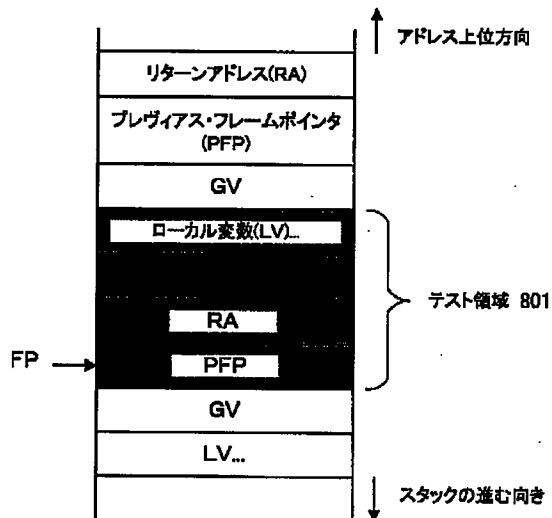 アドレス上位方向
リターンアドレス(RA)
プレヴィアス・フレームポインタ
(PFP)
GV
ローカル変数(LV)...
テスト領域 801
RA
FP
PFP
GV
LV...
スタックの進む向き